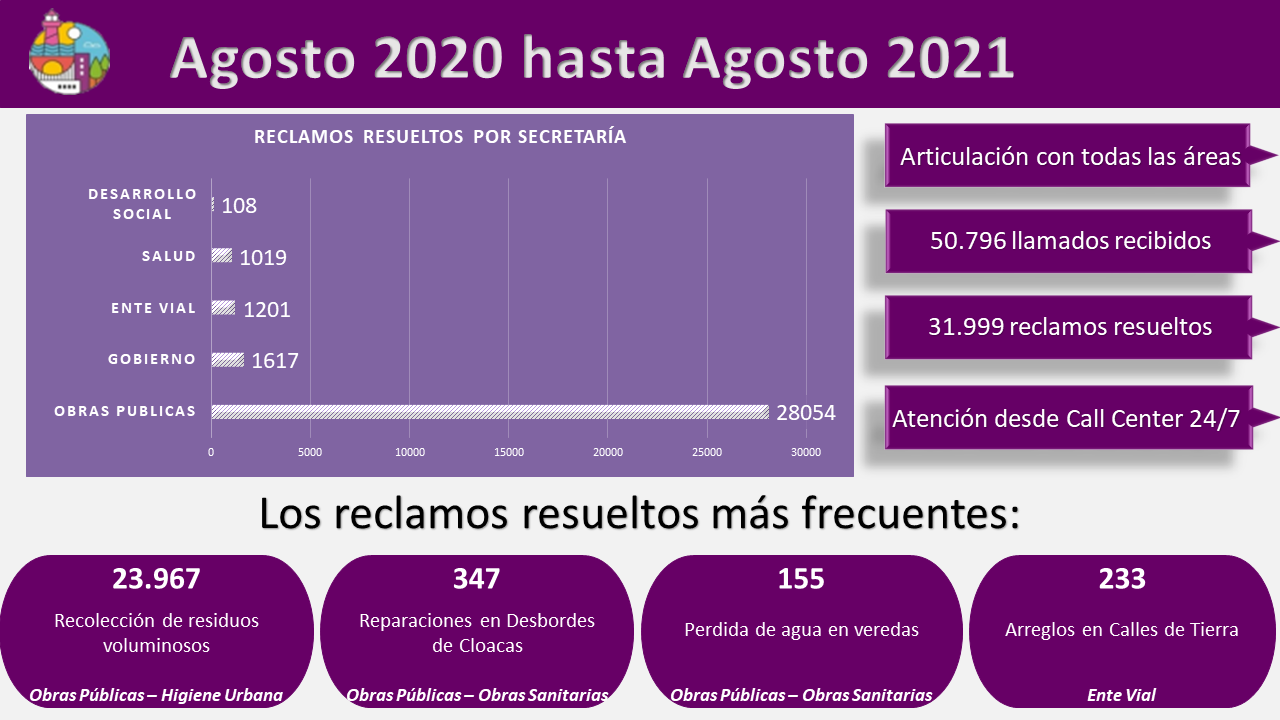 Agosto 2020 hasta Agosto 2021
RECLAMOS RESUELTOS POR SECRETARÍA
DESARROLLO
SOCIAL
108
SALUD
1019
ENTE VIAL
1201
GOBIERNO
1617
OBRAS PUBLICAS
28054
0 5000 10000 15000 20000 25000 30000
Articulación con todas las áreas
50.796 llamados recibidos
31.999 reclamos resueltos
Atención desde Call Center 24/7
Los reclamos resueltos más frecuentes:
23.967
Recolección de residuos
voluminosos
Obras Públicas – Higiene Urbana
347
Reparaciones en Desbordes
de Cloacas
Obras Públicas – Obras Sanitarias
155
Perdida de agua en veredas
Obras Públicas – Obras Sanitarias
233
Arreglos en Calles de Tierra
Ente Vial